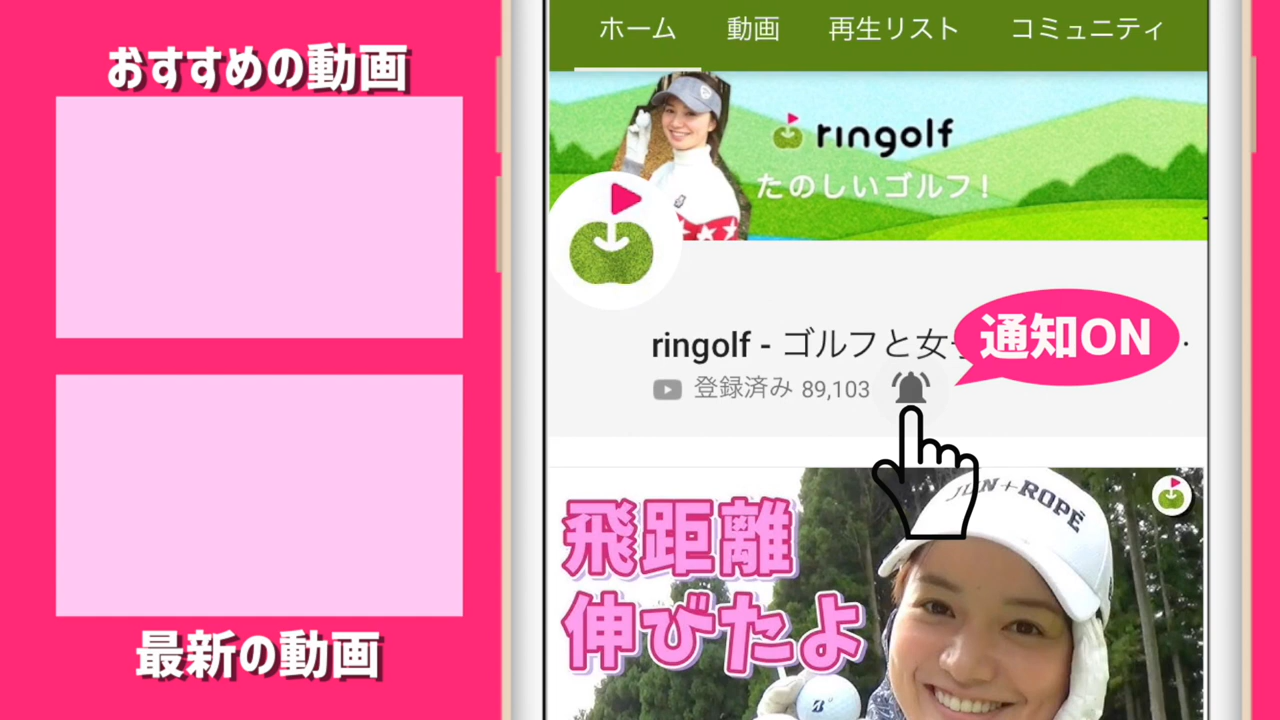 おすすめの動画
最新の動画
ホーム 動画 再生リスト コミュニティ
ringolf
たのしいゴルフ!
ringolf - ゴルフと女
通知ON
登録済み 89,103
JUN+ROPÉ
飛距離
伸びたよ
B